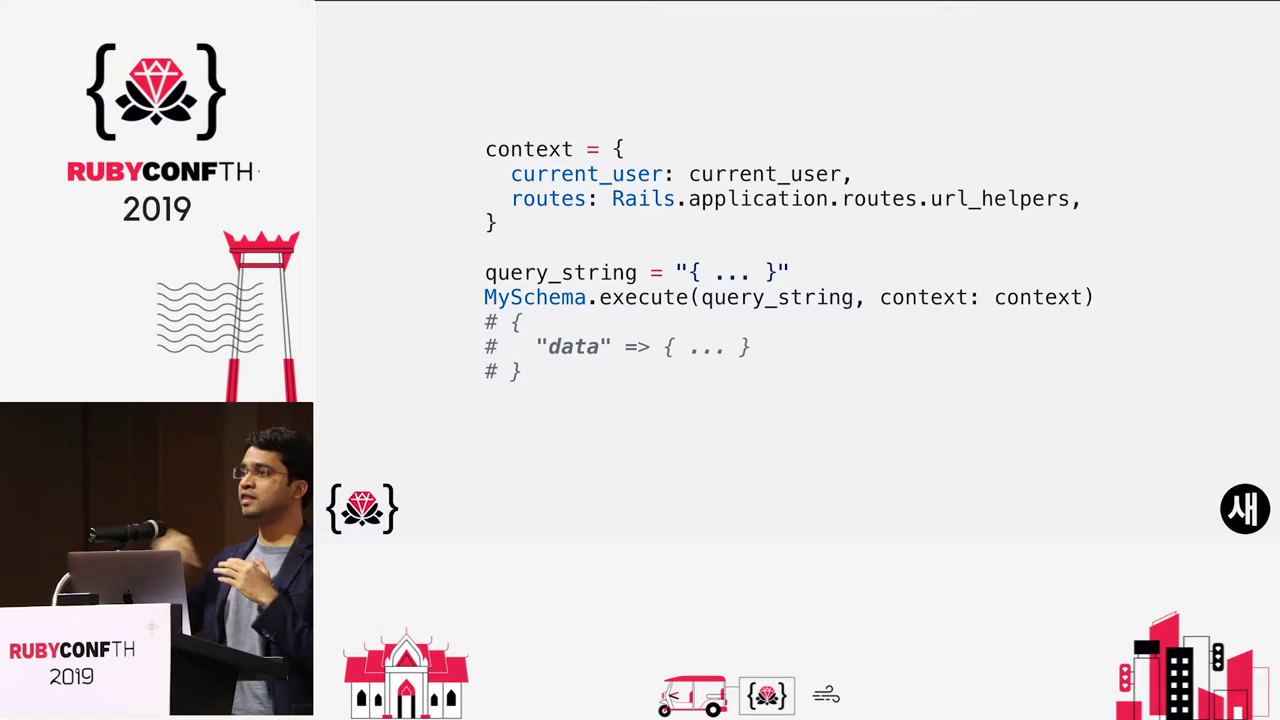 RUBYCONFTH
2019
context = {
  current_user: current_user,
  routes: Rails.application.routes.url_helpers,
}
query_string = "{ ... }"
MySchema.execute(query_string, context: context)
# {
#   "data" => { ... }
# }
새
RUBYCONFTH
2019